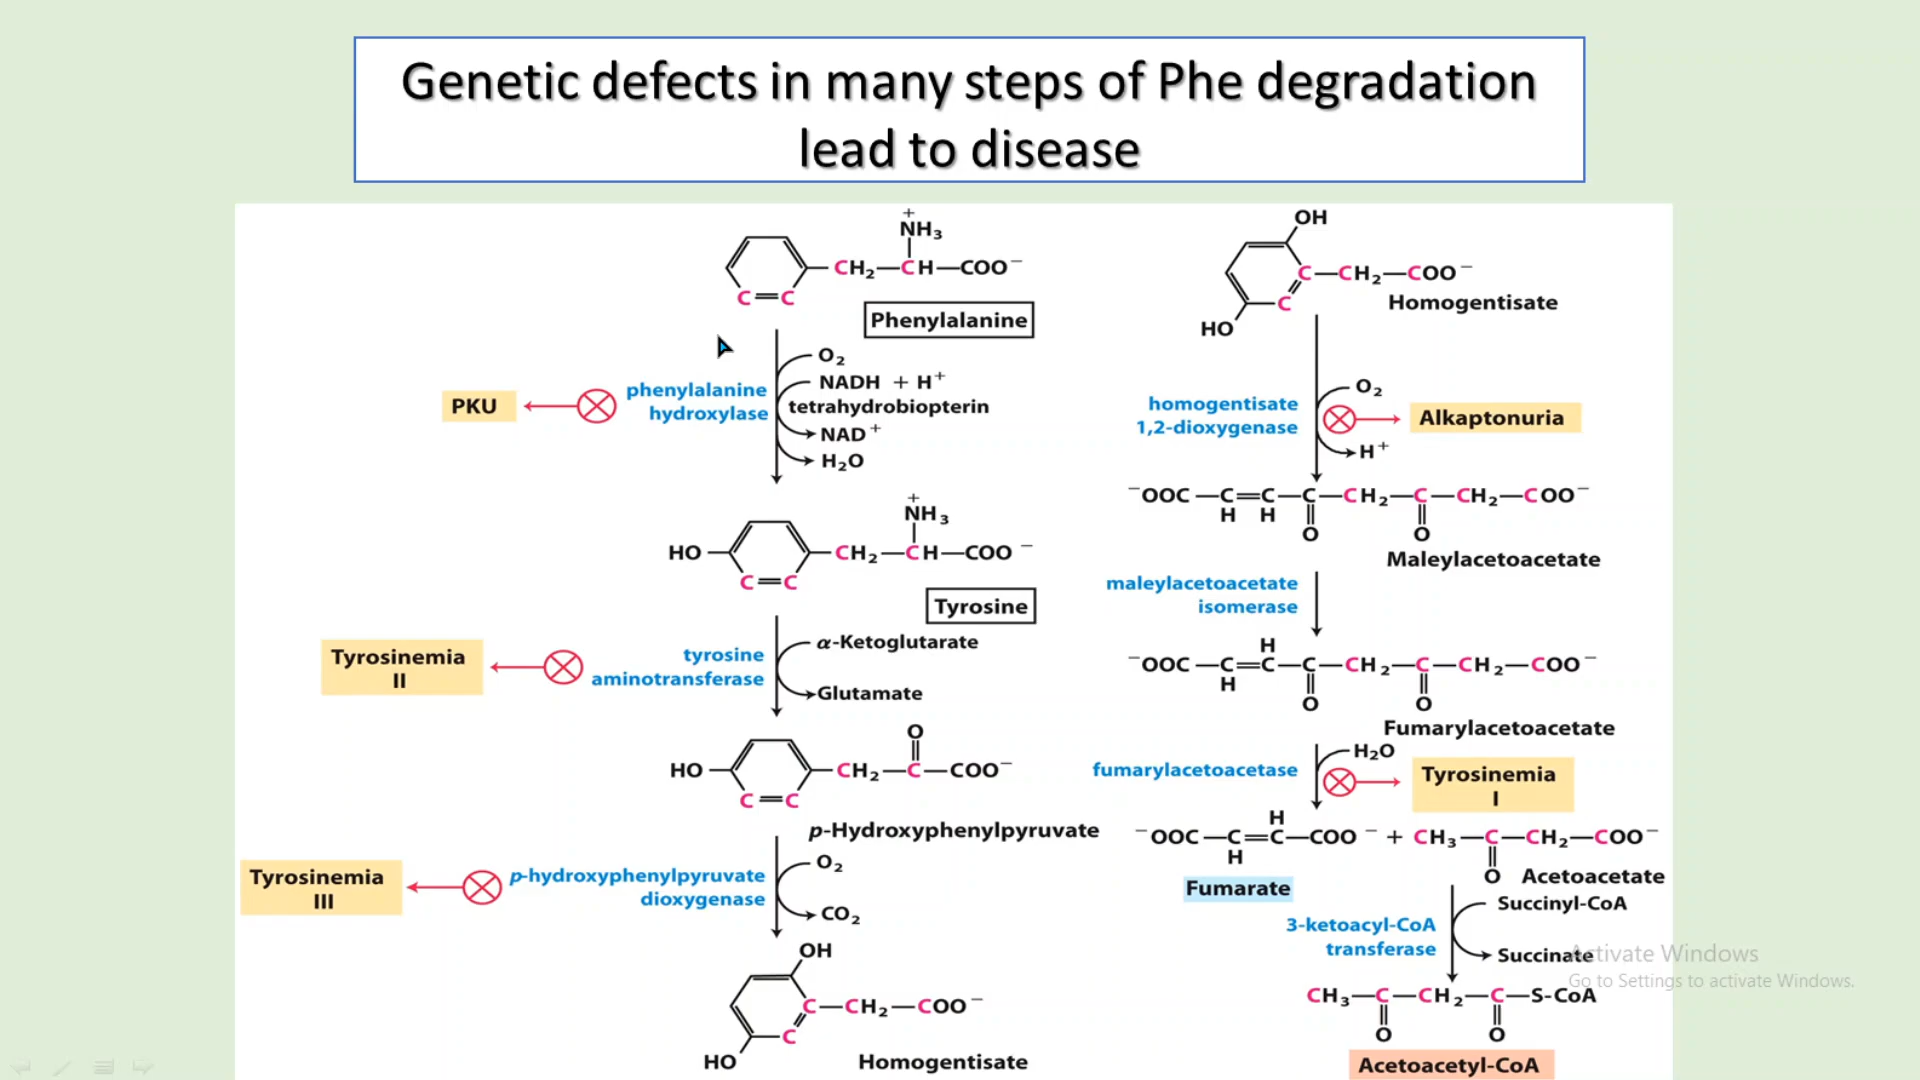 Genetic defects in many steps of Phe degradation
lead to disease
+
NH3
CH2—CH—COO−
C=C
Phenylalanine
O2
NADH + H+
phenylalanine
hydroxylase
tetrahydrobiopterin
PKU
NAD+
H2O
+
NH3
HO
CH2—CH—COO−
C=C
Tyrosine
α-Ketoglutarate
tyrosine
aminotransferase
Tyrosinemia
II
Glutamate
O
HO
CH2—C—COO−
C=C
p-Hydroxyphenylpyruvate
O2
p-hydroxyphenylpyruvate
dioxygenase
Tyrosinemia
III
CO2
OH
C—CH2—COO−
C
HO
Homogentisate
OH
C—CH2—COO−
C
HO
Homogentisate
O2
homogentisate
1,2-dioxygenase
Alkaptonuria
H+
−OOC—C=C—C—CH2—C—CH2—COO−
H H O O
Maleylacetoacetate
maleylacetoacetate
isomerase
H
−OOC—C=C—C—CH2—C—CH2—COO−
H O O
Fumarylacetoacetate
H2O
fumarylacetoacetase
Tyrosinemia
I
H
−OOC—C=C—COO− + CH3—C—CH2—COO−
H O
Fumarate
Acetoacetate
Succinyl-CoA
3-ketoacyl-CoA
transferase
Succinate
CH3—C—CH2—C—S-CoA
O O
Acetoacetyl-CoA
Activate Windows
Go to Settings to activate Windows.